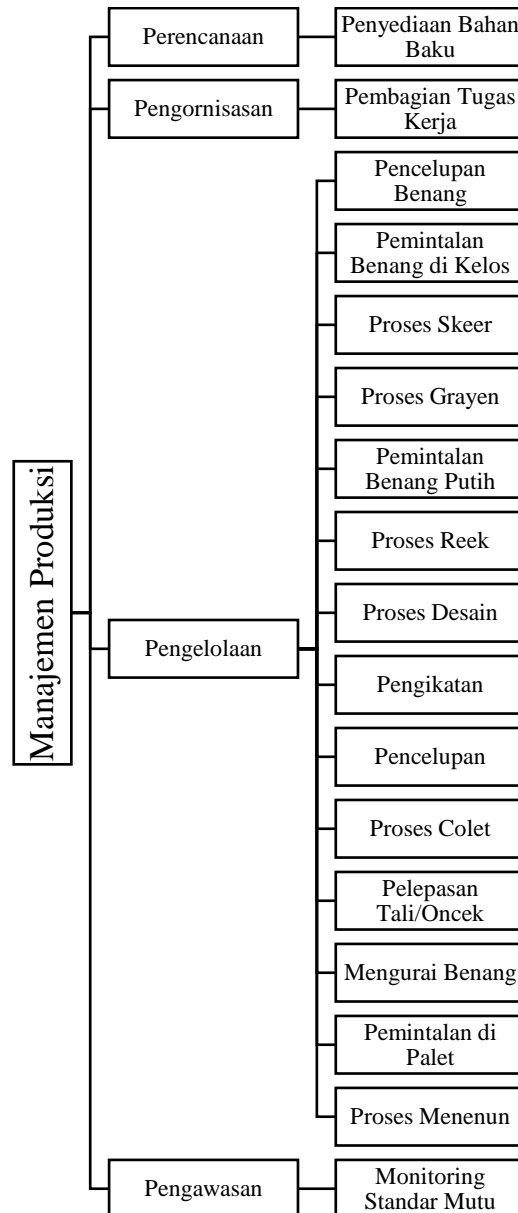 Manajemen Produksi
Perencanaan
Penyediaan Bahan
Baku
Pengornisasan
Pembagian Tugas
Kerja
Pengelolaan
Pencelupan
Benang
Pemintalan
Benang di Kelos
Proses Skeer
Proses Grayen
Pemintalan
Benang Putih
Proses Reek
Proses Desain
Pengikatan
Pencelupan
Proses Colet
Pelepasan
Tali/Oncek
Mengurai Benang
Pemintalan di
Palet
Proses Menenun
Pengawasan
Monitoring
Standar Mutu